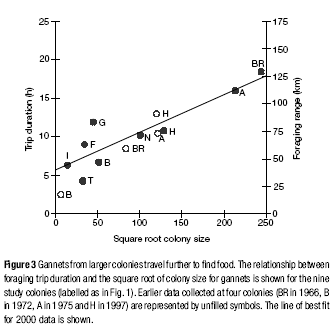 25
175
20
150
BR
125
15
A
100
H
G
H
10
N
A
75
F
BR
I
B
50
5
T
B
25
0
0
0
50
100
150
200
250
Trip duration (h)
Foraging range (km)
Square root colony size
Figure 3 Gannets from larger colonies travel further to find food. The relationship between
foraging trip duration and the square root of colony size for gannets is shown for the nine
study colonies (labelled as in Fig. 1). Earlier data collected at four colonies (BR in 1966, B
in 1972, A in 1975 and H in 1997) are represented by unfilled symbols. The line of best fit
for 2000 data is shown.